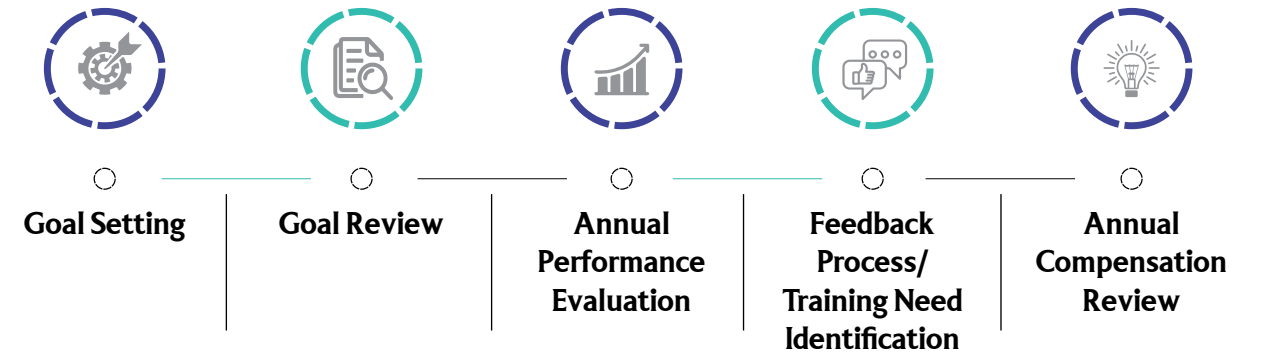 Goal Setting
Goal Review
Annual
Performance
Evaluation
Feedback
Process/
Training Need
Identification
Annual
Compensation
Review